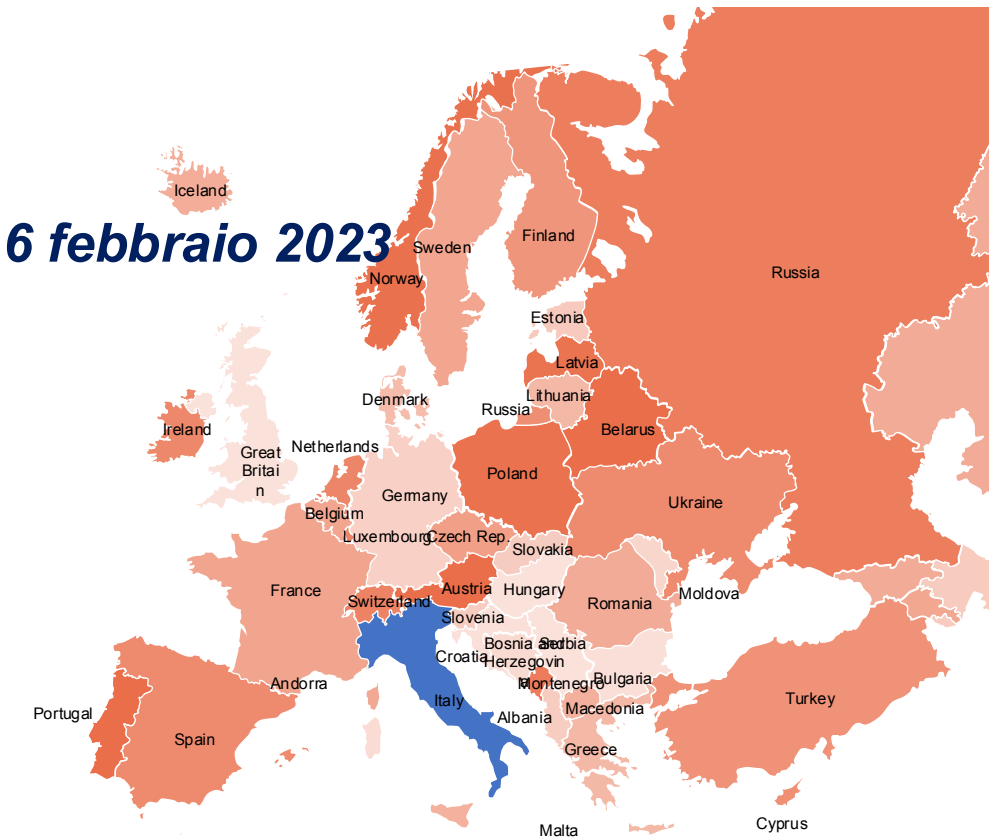 Iceland
6 febbraio 2023
Sweden
Finland
Norway
Russia
Estonia
Latvia
Denmark
Lithuania
Russia
Ireland
Belarus
Netherlands
Great
Britai
n
Poland
Germany
Ukraine
Belgium
Luxembourg
Czech Rep.
Slovakia
France
Austria
Hungary
Moldova
Switzerland
Romania
Slovenia
Bosnia and
Serbia
Croatia
Herzegovin
a
Andorra
Montenegro
Bulgaria
Italy
Turkey
Portugal
Albania
Macedonia
Spain
Greece
Malta
Cyprus